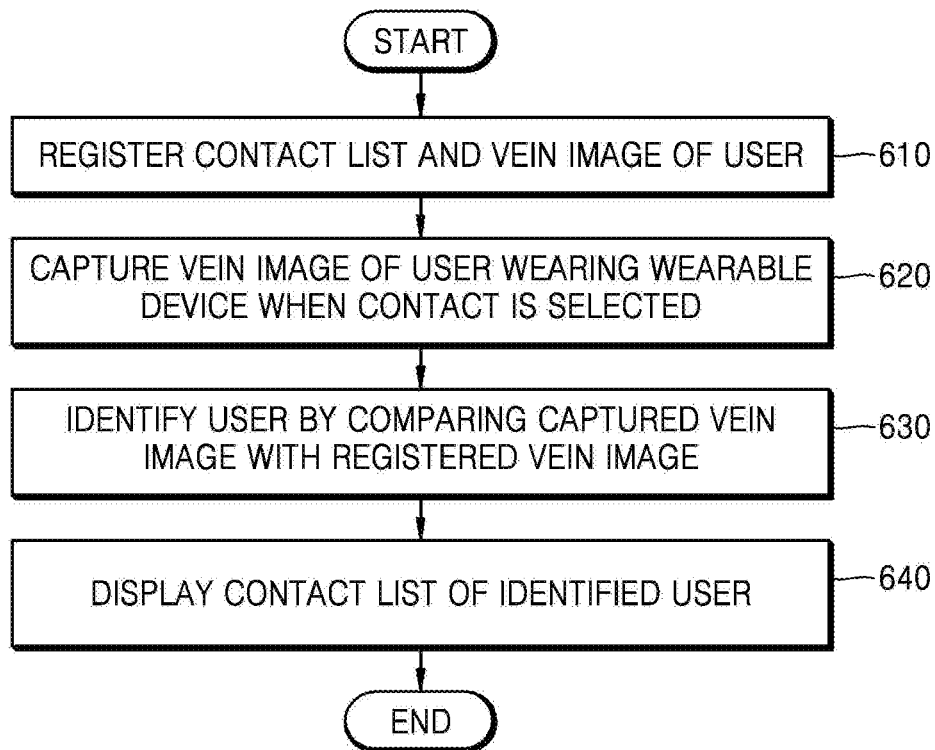 START
REGISTER CONTACT LIST AND VEIN IMAGE OF USER
610
CAPTURE VEIN IMAGE OF USER WEARING WEARABLE
DEVICE WHEN CONTACT IS SELECTED
620
IDENTIFY USER BY COMPARING CAPTURED VEIN
IMAGE WITH REGISTERED VEIN IMAGE
630
DISPLAY CONTACT LIST OF IDENTIFIED USER
640
END